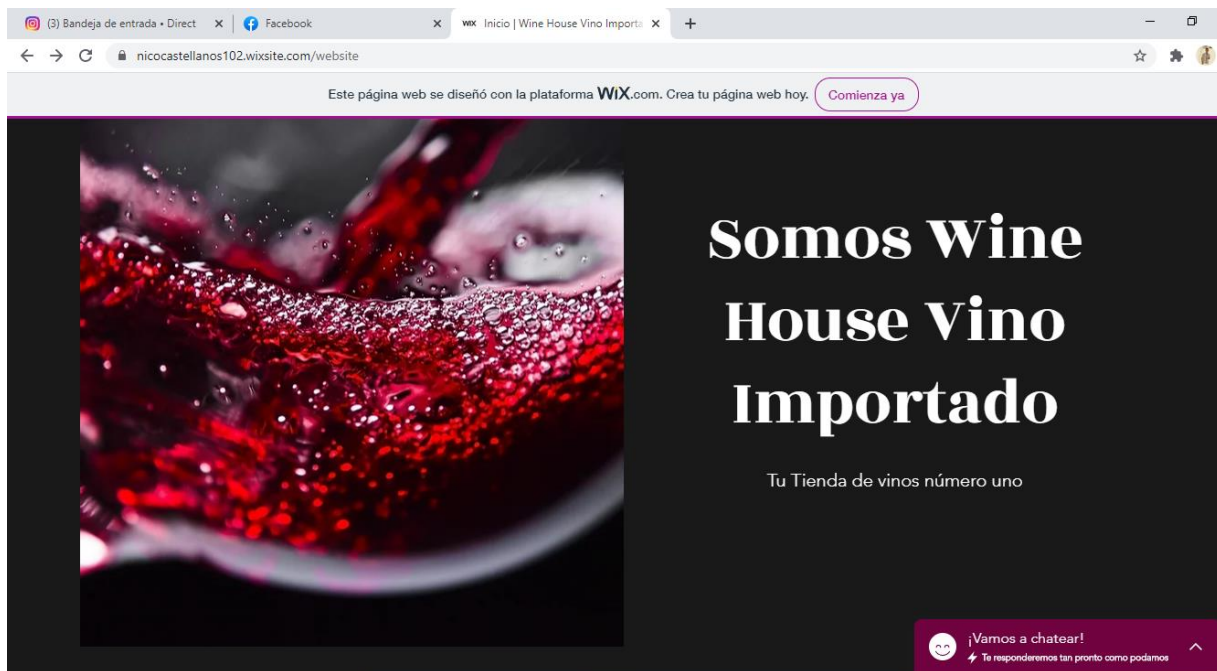 (3) Bandeja de entrada • Direct
Facebook
WIX Inicio | Wine House Vino Importa
nicocastellanos102.wixsite.com/website
Este página web se diseñó con la plataforma WiX.com. Crea tu página web hoy. Comienza ya
Somos Wine
House Vino
Importado
Tu Tienda de vinos número uno
¡Vamos a chatear!
Te responderemos tan pronto como podamos